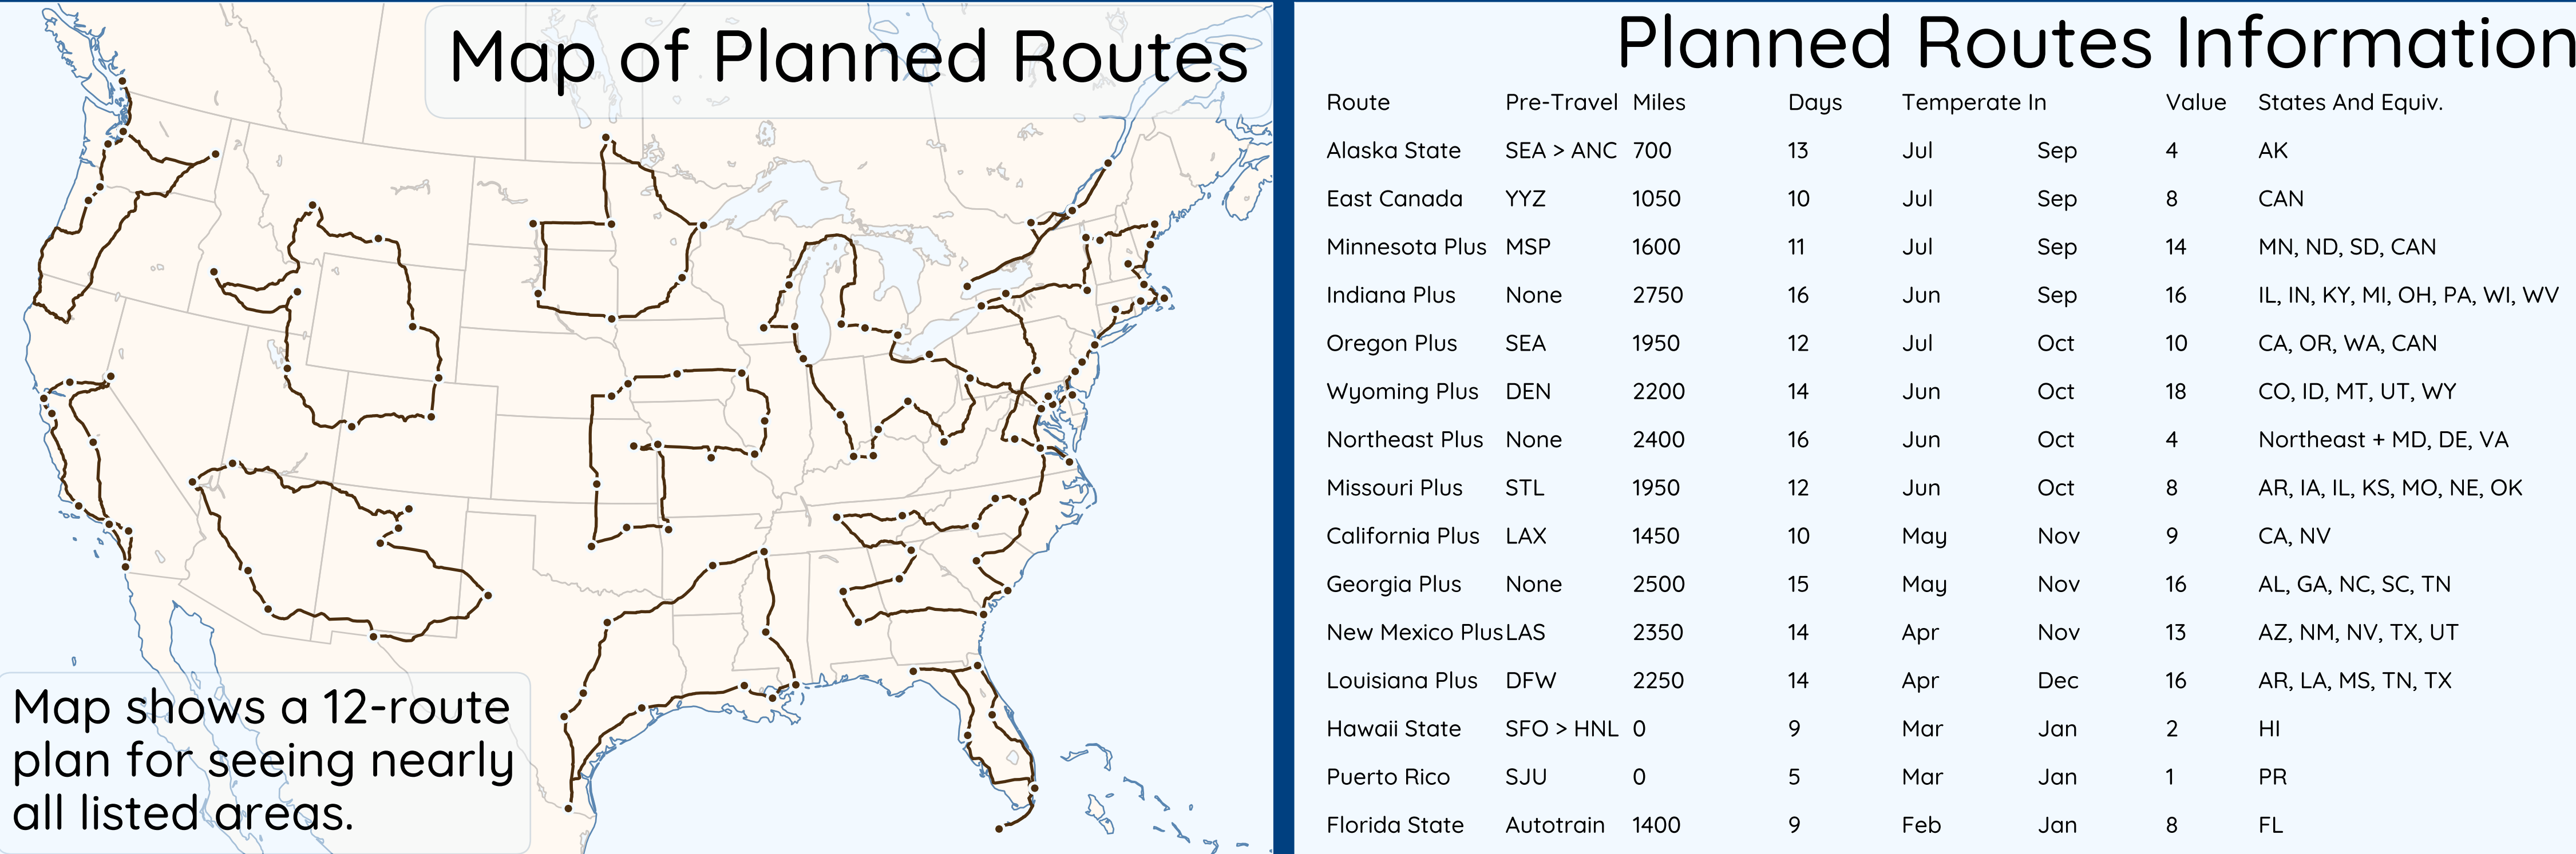 Map of Planned Routes
Map shows a 12-route
plan for seeing nearly
all listed areas.
Planned Routes Information
Route Pre-Travel Miles Days Temperate In Value States And Equiv.
Alaska State SEA > ANC 700 13 Jul Sep 4 AK
East Canada YYZ 1050 10 Jul Sep 8 CAN
Minnesota Plus MSP 1600 11 Jul Sep 14 MN, ND, SD, CAN
Indiana Plus None 2750 16 Jun Sep 16 IL, IN, KY, MI, OH, PA, WI, WV
Oregon Plus SEA 1950 12 Jul Oct 10 CA, OR, WA, CAN
Wyoming Plus DEN 2200 14 Jun Oct 18 CO, ID, MT, UT, WY
Northeast Plus None 2400 16 Jun Oct 4 Northeast + MD, DE, VA
Missouri Plus STL 1950 12 Jun Oct 8 AR, IA, IL, KS, MO, NE, OK
California Plus LAX 1450 10 May Nov 9 CA, NV
Georgia Plus None 2500 15 May Nov 16 AL, GA, NC, SC, TN
New Mexico Plus LAS 2350 14 Apr Nov 13 AZ, NM, NV, TX, UT
Louisiana Plus DFW 2250 14 Apr Dec 16 AR, LA, MS, TN, TX
Hawaii State SFO > HNL 0 9 Mar Jan 2 HI
Puerto Rico SJU 0 5 Mar Jan 1 PR
Florida State Autotrain 1400 9 Feb Jan 8 FL